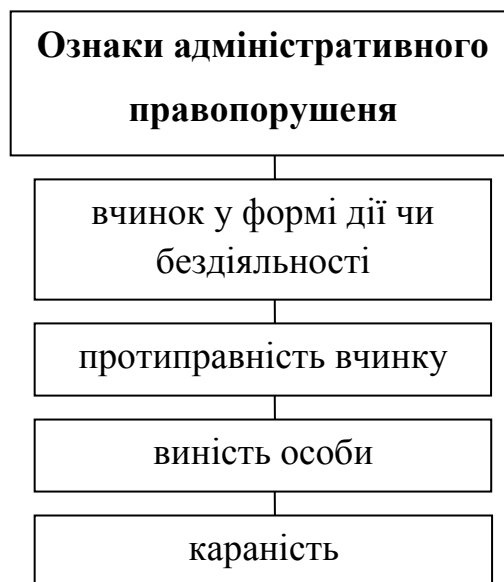 Ознаки адміністративного
правопорушеня
вчинок у формі дії чи
бездіяльності
протиправність вчинку
виність особи
караність